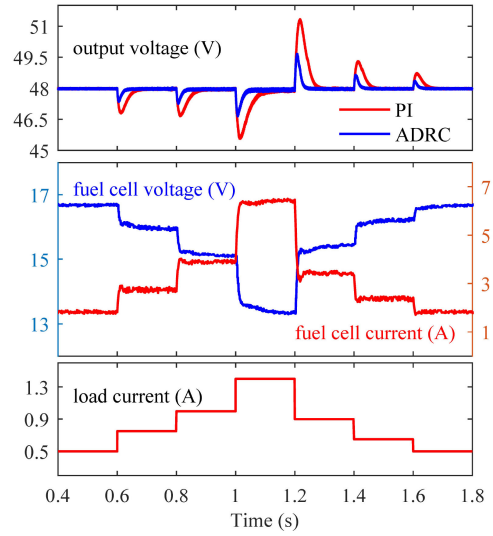 51
49.5
48
46.5
45
output voltage (V)
PI
ADRC
17
15
13
fuel cell voltage (V)
7
5
3
1
fuel cell current (A)
1.3
0.9
0.5
load current (A)
0.4 0.6 0.8 1 1.2 1.4 1.6 1.8
Time (s)